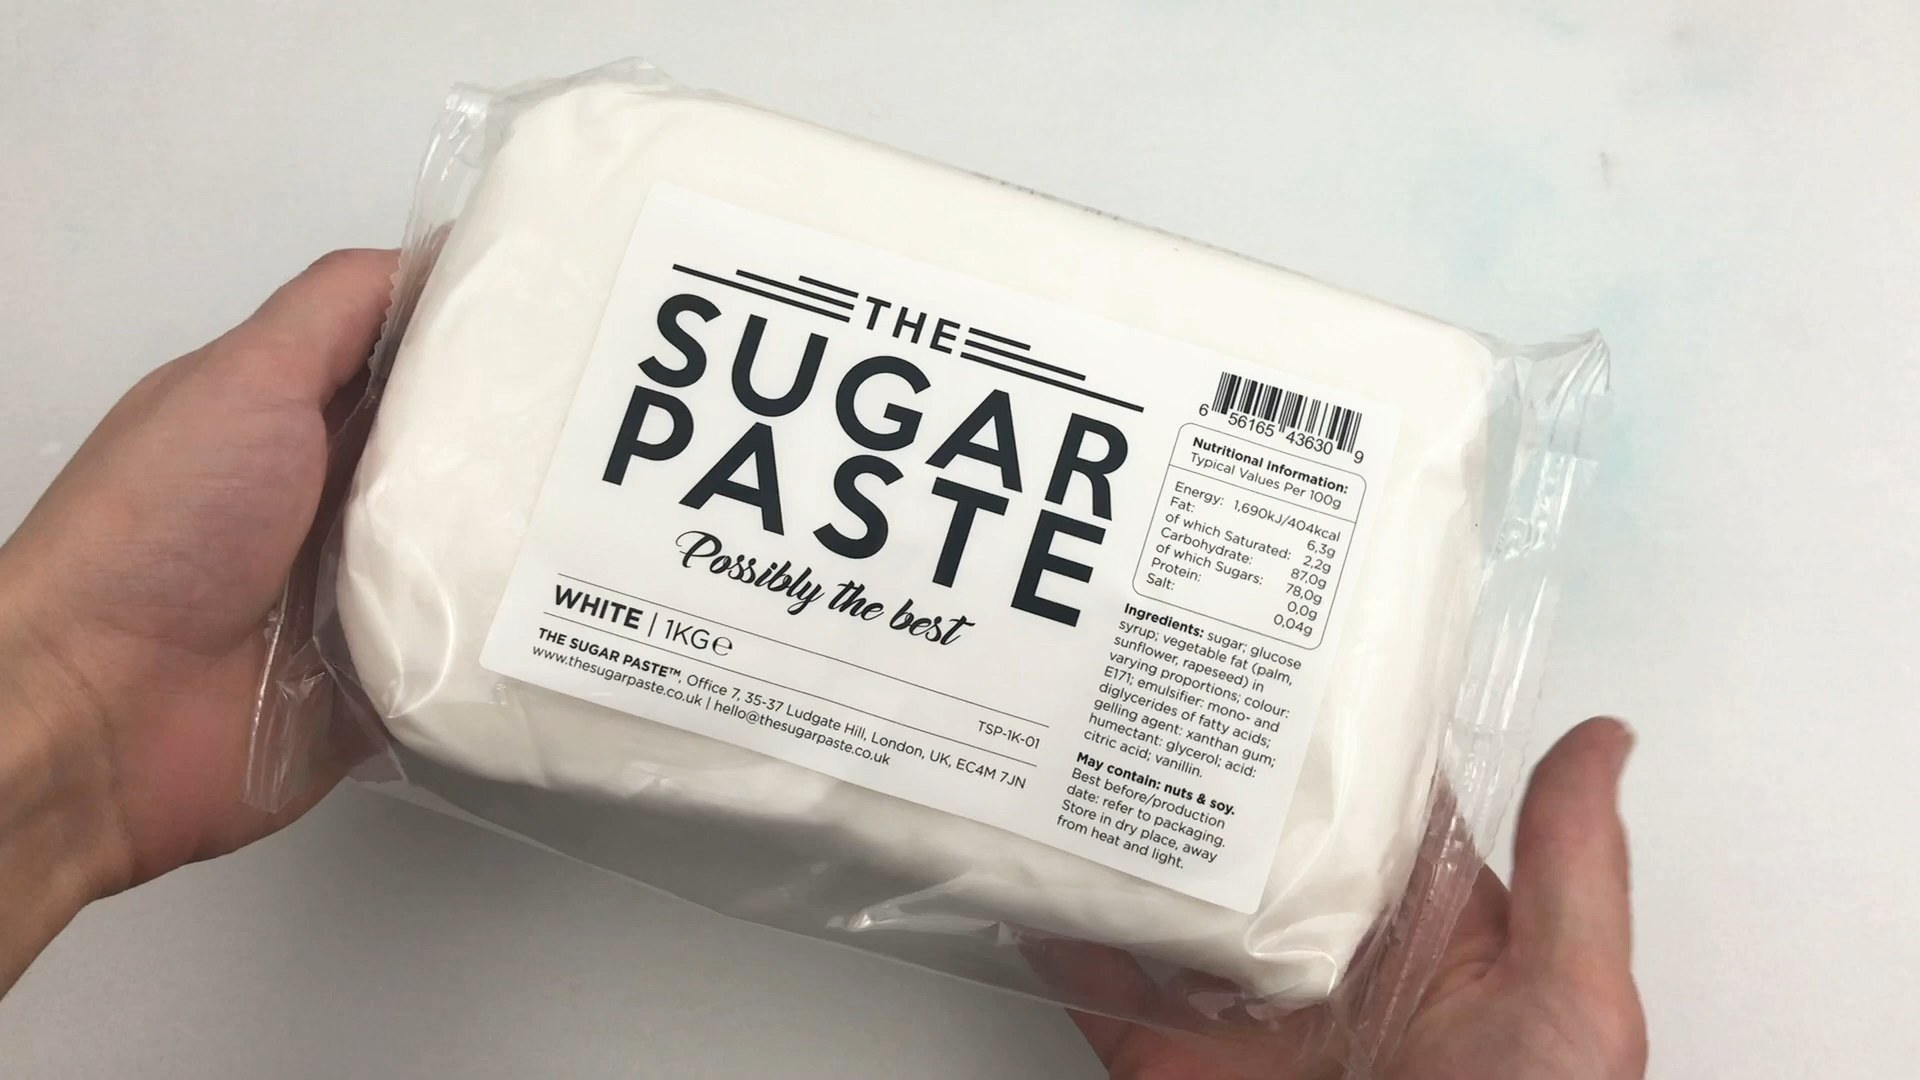 THE
SUGAR
PASTE
Possibly the best
WHITE | 1KG℮
TSP-1K-01
THE SUGAR PASTE™, Office 7, 35-37 Ludgate Hill, London, UK, EC4M 7JN
www.thesugarpaste.co.uk | hello@thesugarpaste.co.uk
6 56165 43630 9
Nutritional Information:
Typical Values Per 100g
Energy: 1,690kJ/404kcal
Fat: 6,3g
of which Saturated: 2,2g
Carbohydrate: 87,0g
of which Sugars: 78,0g
Protein: 0,0g
Salt: 0,04g
Ingredients: sugar; glucose
syrup; vegetable fat (palm,
sunflower, rapeseed) in
varying proportions; colour:
E171; emulsifier: mono- and
diglycerides of fatty acids;
gelling agent: xanthan gum;
humectant: glycerol; acid:
citric acid; vanillin.
May contain: nuts & soy.
Best before/production
date: refer to packaging.
Store in dry place, away
from heat and light.